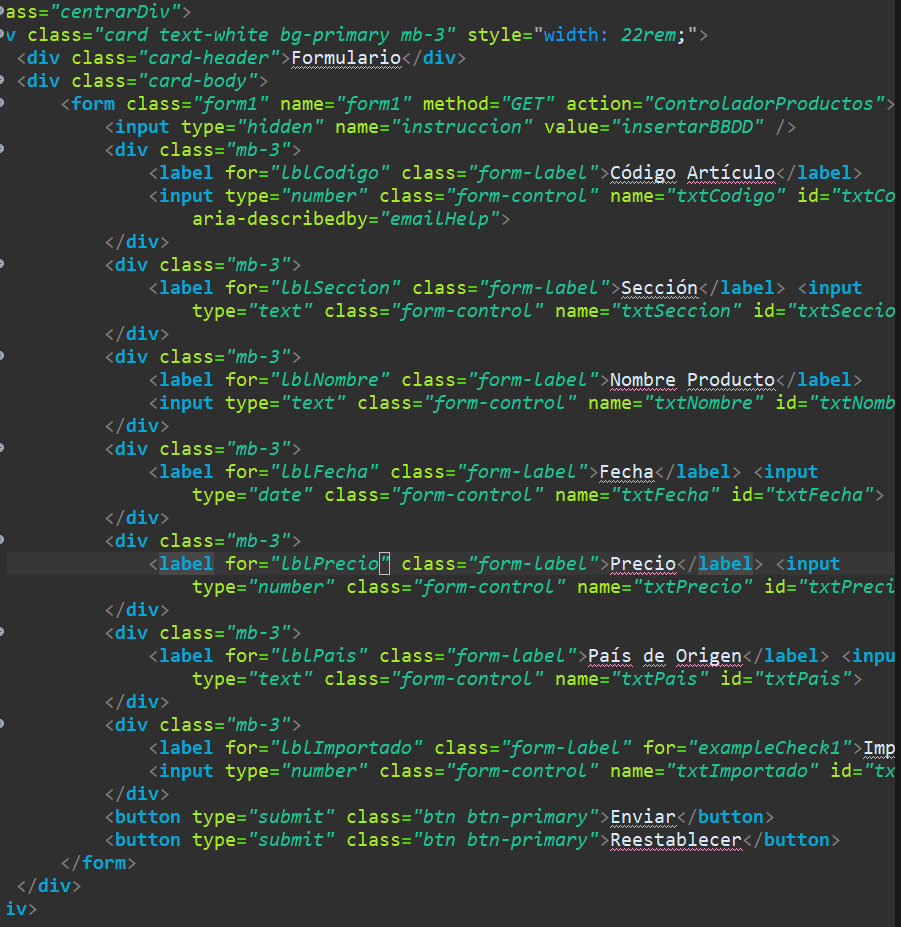 ass="centrarDiv">
v class="card text-white bg-primary mb-3" style="width: 22rem;">
<div class="card-header">Formulario</div>
<div class="card-body">
<form class="form1" name="form1" method="GET" action="ControladorProductos">
<input type="hidden" name="instruccion" value="insertarBBDD" />
<div class="mb-3">
<label for="lblCodigo" class="form-label">Código Artículo</label>
<input type="number" class="form-control" name="txtCodigo" id="txtCo
aria-describedby="emailHelp">
</div>
<div class="mb-3">
<label for="lblSeccion" class="form-label">Sección</label> <input
type="text" class="form-control" name="txtSeccion" id="txtSeccio
</div>
<div class="mb-3">
<label for="lblNombre" class="form-label">Nombre Producto</label>
<input type="text" class="form-control" name="txtNombre" id="txtNomb
</div>
<div class="mb-3">
<label for="lblFecha" class="form-label">Fecha</label> <input
type="date" class="form-control" name="txtFecha" id="txtFecha">
</div>
<div class="mb-3">
<label for="lblPrecio" class="form-label">Precio</label> <input
type="number" class="form-control" name="txtPrecio" id="txtPreci
</div>
<div class="mb-3">
<label for="lblPais" class="form-label">País de Origen</label> <inpu
type="text" class="form-control" name="txtPais" id="txtPais">
</div>
<div class="mb-3">
<label for="lblImportado" class="form-label" for="exampleCheck1">Imp
<input type="number" class="form-control" name="txtImportado" id="tx
</div>
<button type="submit" class="btn btn-primary">Enviar</button>
<button type="submit" class="btn btn-primary">Reestablecer</button>
</form>
</div>
iv>